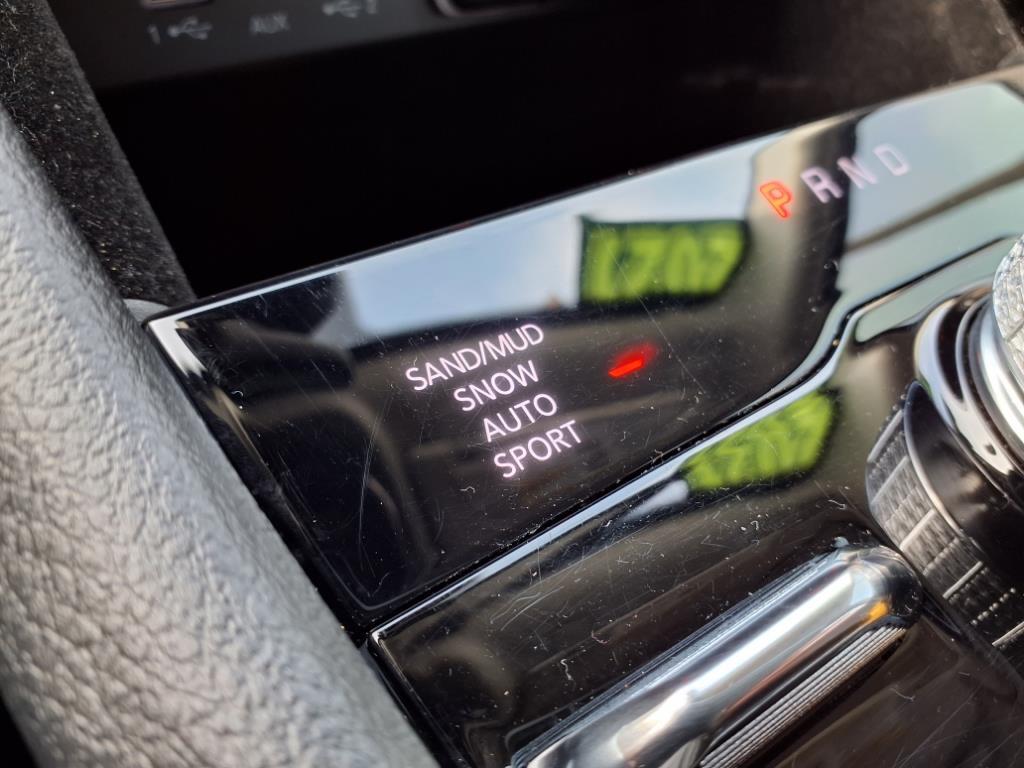 1 AUX 2
P R N D
SAND/MUD
SNOW
AUTO
SPORT